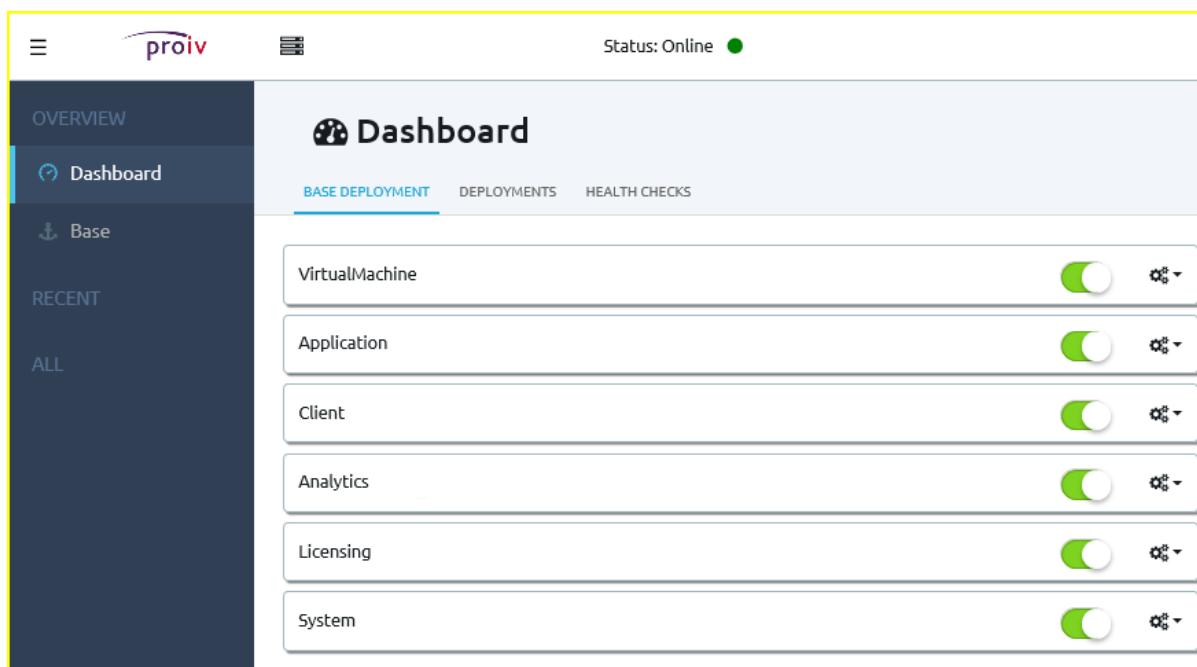 proiv
Status: Online
OVERVIEW
Dashboard
Base
RECENT
ALL
Dashboard
BASE DEPLOYMENT DEPLOYMENTS HEALTH CHECKS
VirtualMachine
Application
Client
Analytics
Licensing
System